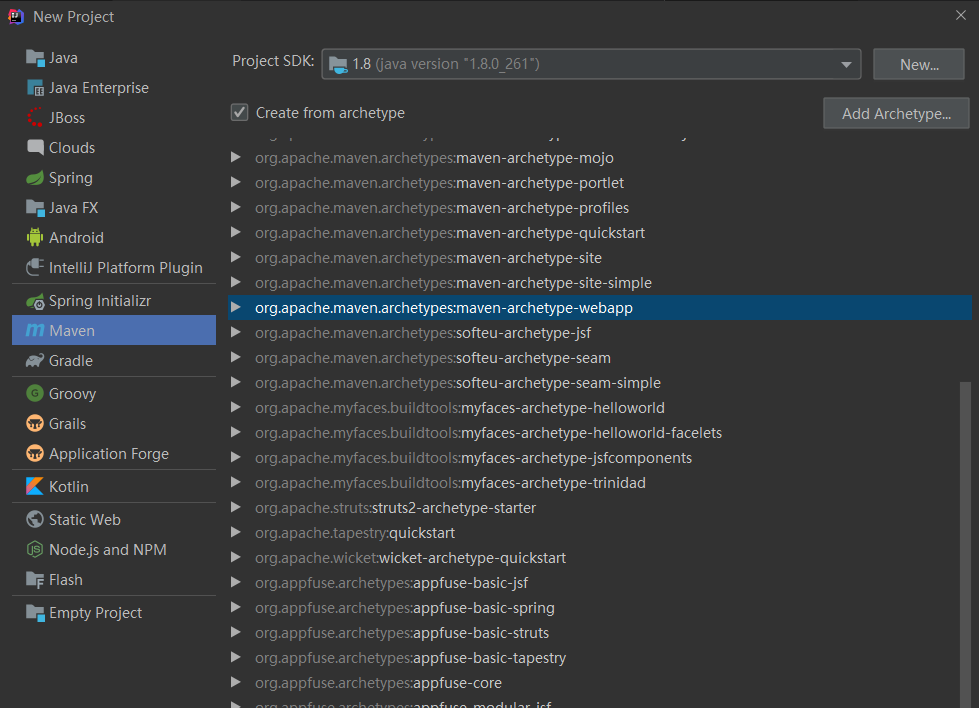 New Project
Java
Java Enterprise
JBoss
Clouds
Spring
Java FX
Android
IntelliJ Platform Plugin
Spring Initializr
Maven
Gradle
Groovy
Grails
Application Forge
Kotlin
Static Web
Node.js and NPM
Flash
Empty Project
Project SDK: 1.8 (java version "1.8.0_261") New...
Create from archetype Add Archetype...
org.apache.maven.archetypes:maven-archetype-mojo
org.apache.maven.archetypes:maven-archetype-portlet
org.apache.maven.archetypes:maven-archetype-profiles
org.apache.maven.archetypes:maven-archetype-quickstart
org.apache.maven.archetypes:maven-archetype-site
org.apache.maven.archetypes:maven-archetype-site-simple
org.apache.maven.archetypes:maven-archetype-webapp
org.apache.maven.archetypes:softeu-archetype-jsf
org.apache.maven.archetypes:softeu-archetype-seam
org.apache.maven.archetypes:softeu-archetype-seam-simple
org.apache.myfaces.buildtools:myfaces-archetype-helloworld
org.apache.myfaces.buildtools:myfaces-archetype-helloworld-facelets
org.apache.myfaces.buildtools:myfaces-archetype-jsfcomponents
org.apache.myfaces.buildtools:myfaces-archetype-trinidad
org.apache.struts:struts2-archetype-starter
org.apache.tapestry:quickstart
org.apache.wicket:wicket-archetype-quickstart
org.appfuse.archetypes:appfuse-basic-jsf
org.appfuse.archetypes:appfuse-basic-spring
org.appfuse.archetypes:appfuse-basic-struts
org.appfuse.archetypes:appfuse-basic-tapestry
org.appfuse.archetypes:appfuse-core
org.appfuse.archetypes:appfuse-modular-jsf